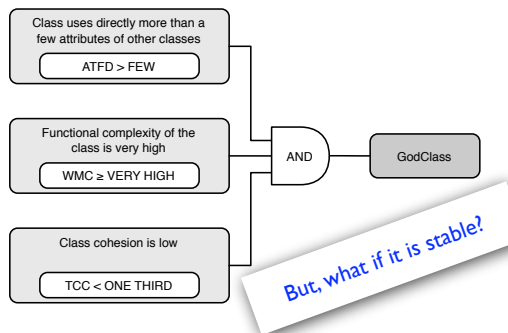 Class uses directly more than a
few attributes of other classes
ATFD > FEW
Functional complexity of the
class is very high
WMC ≥ VERY HIGH
AND
GodClass
Class cohesion is low
TCC < ONE THIRD
But, what if it is stable?